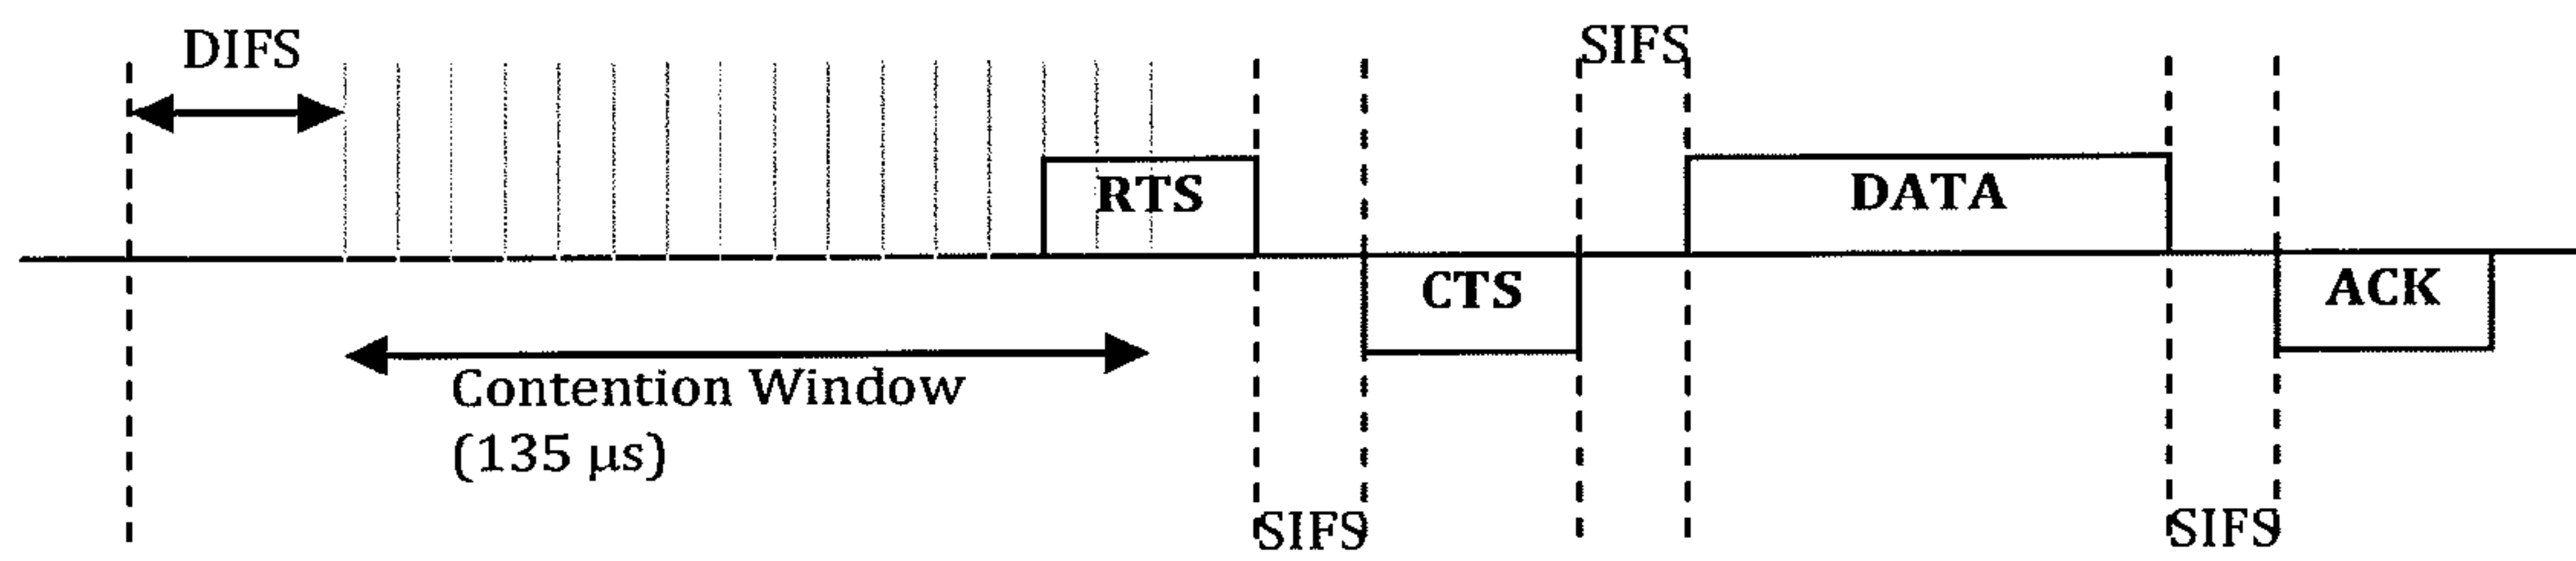 DIFS
SIFS
RTS
DATA
CTS
ACK
Contention Window
(135 μs)
SIFS
SIFS